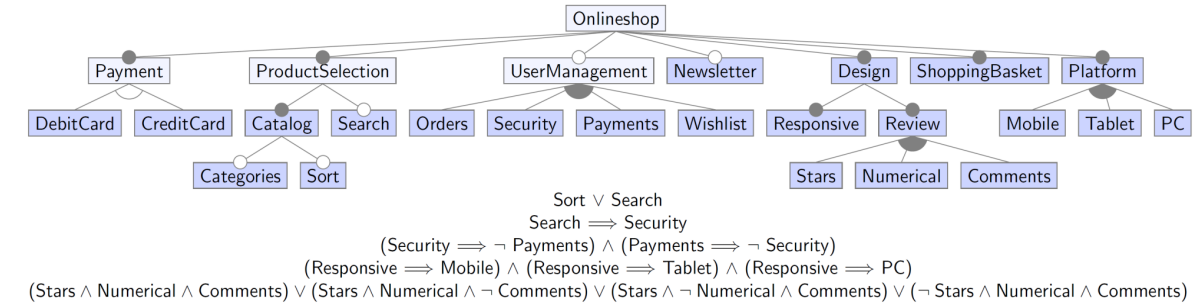 Onlineshop
Payment ProductSelection UserManagement Newsletter Design ShoppingBasket Platform
DebitCard CreditCard Catalog Search Orders Security Payments Wishlist Responsive Review Mobile Tablet PC
Categories Sort Stars Numerical Comments
Sort ∨ Search
Search ⟹ Security
(Security ⟹ ¬ Payments) ∧ (Payments ⟹ ¬ Security)
(Responsive ⟹ Mobile) ∧ (Responsive ⟹ Tablet) ∧ (Responsive ⟹ PC)
(Stars ∧ Numerical ∧ Comments) ∨ (Stars ∧ Numerical ∧ ¬ Comments) ∨ (Stars ∧ ¬ Numerical ∧ Comments) ∨ (¬ Stars ∧ Numerical ∧ Comments)